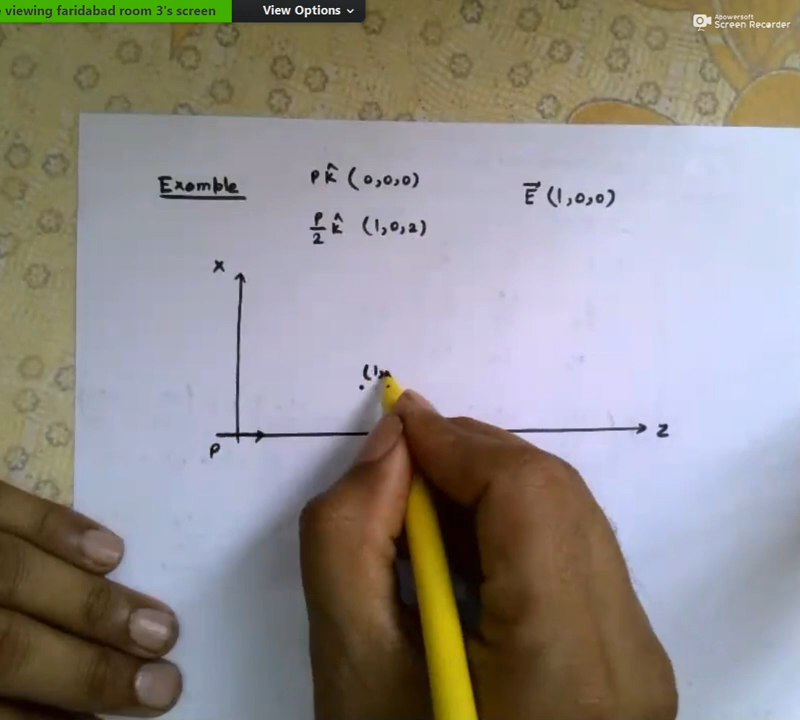 viewing faridabad room 3's screen
View Options
Apowersoft
Screen Recorder
Example
pk̂ (0,0,0)
E⃗ (1,0,0)
p/2 k̂ (1,0,2)
X
(1,
Z
P